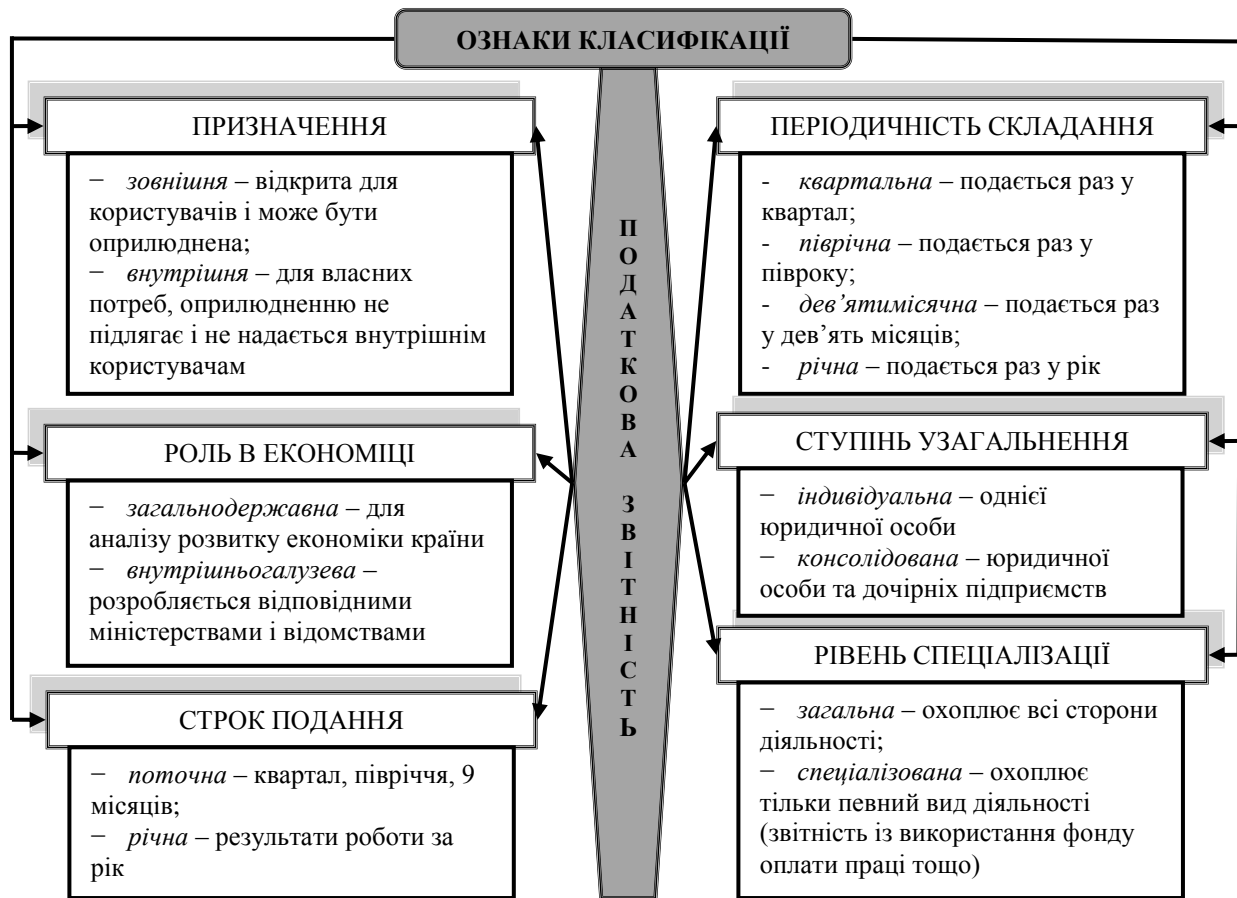 ОЗНАКИ КЛАСИФІКАЦІЇ
ПРИЗНАЧЕННЯ
− зовнішня – відкрита для
користувачів і може бути
оприлюднена;
− внутрішня – для власних
потреб, оприлюдненню не
підлягає і не надається внутрішнім
користувачам
РОЛЬ В ЕКОНОМІЦІ
− загальнодержавна – для
аналізу розвитку економіки країни
− внутрішньогалузева –
розробляється відповідними
міністерствами і відомствами
СТРОК ПОДАННЯ
− поточна – квартал, півріччя, 9
місяців;
− річна – результати роботи за
рік
ПОДАТКОВА ЗВІТНІСТЬ
ПЕРІОДИЧНІСТЬ СКЛАДАННЯ
- квартальна – подається раз у
квартал;
- піврічна – подається раз у
півроку;
- дев’ятимісячна – подається раз
у дев’ять місяців;
- річна – подається раз у рік
СТУПІНЬ УЗАГАЛЬНЕННЯ
− індивідуальна – однієї
юридичної особи
− консолідована – юридичної
особи та дочірніх підприємств
РІВЕНЬ СПЕЦІАЛІЗАЦІЇ
− загальна – охоплює всі сторони
діяльності;
− спеціалізована – охоплює
тільки певний вид діяльності
(звітність із використання фонду
оплати праці тощо)